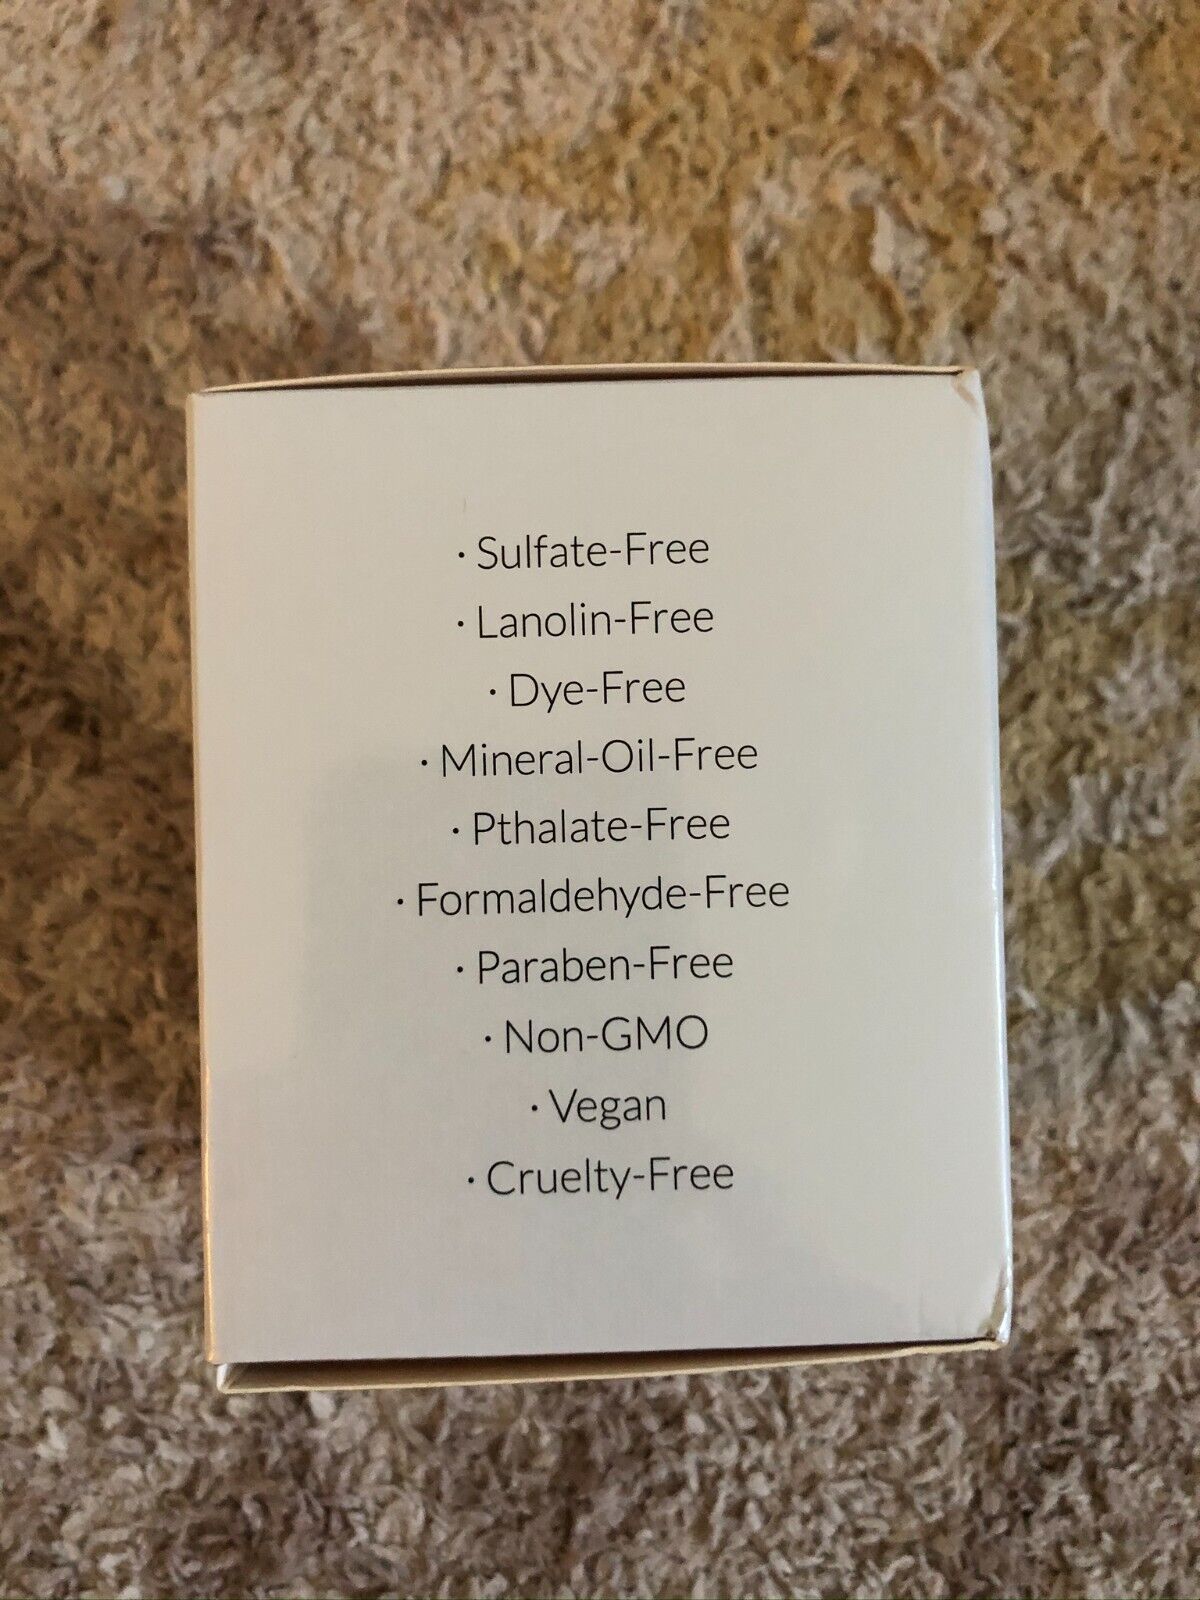 · Sulfate-Free
· Lanolin-Free
· Dye-Free
· Mineral-Oil-Free
· Pthalate-Free
· Formaldehyde-Free
· Paraben-Free
· Non-GMO
· Vegan
· Cruelty-Free